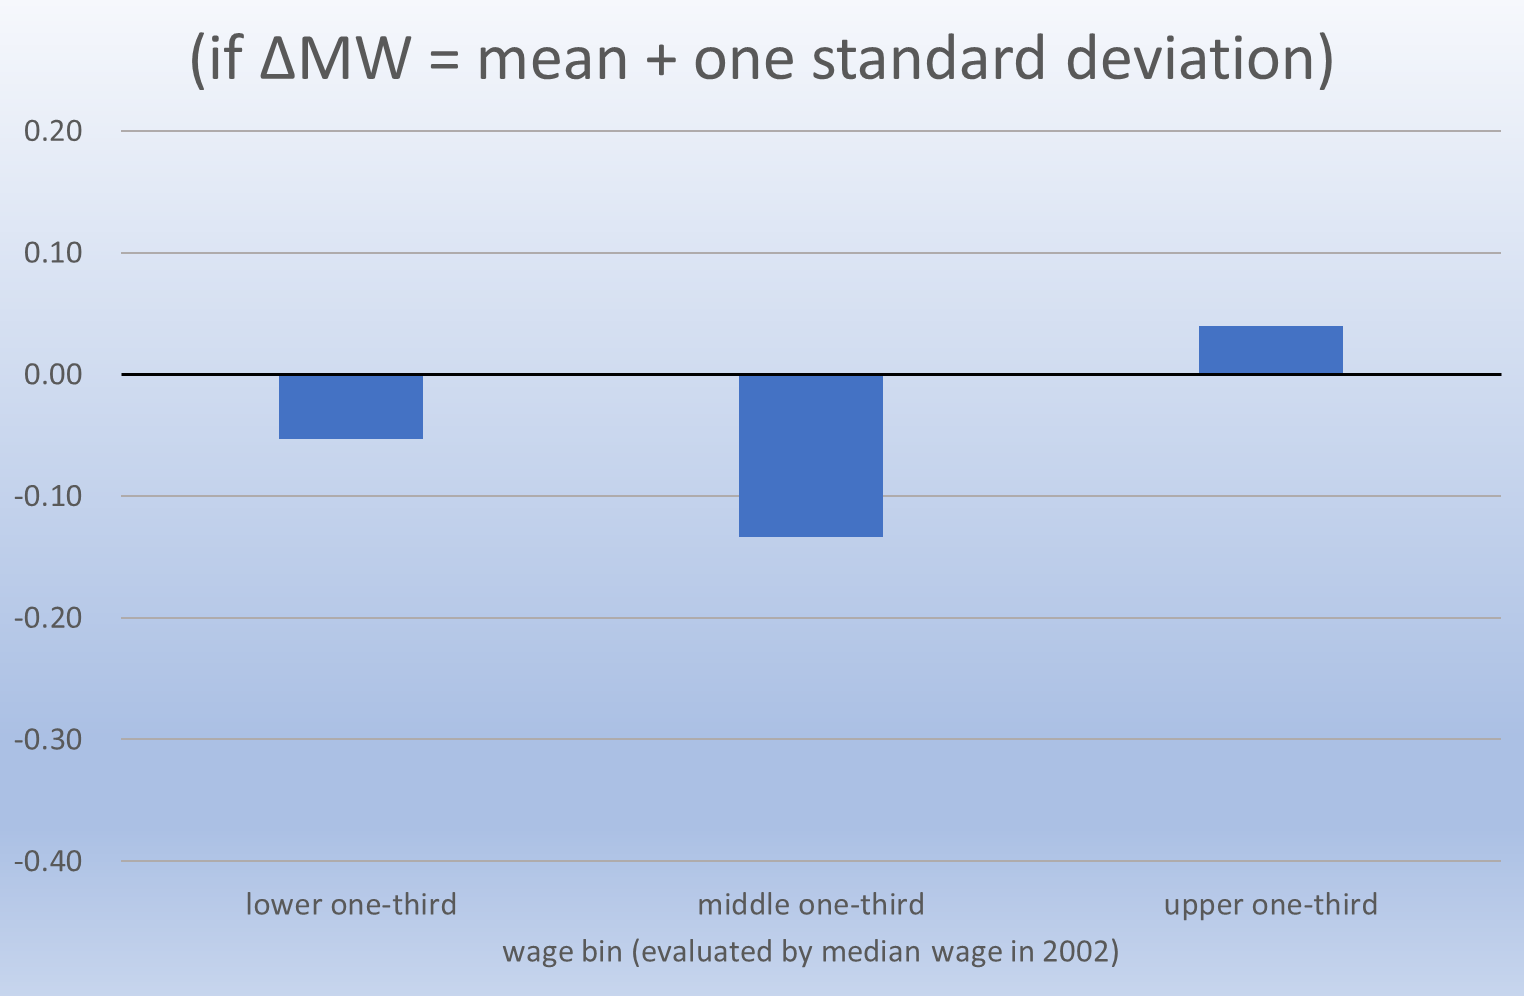 (if ΔMW = mean + one standard deviation)
0.20
0.10
0.00
-0.10
-0.20
-0.30
-0.40
lower one-third
middle one-third
upper one-third
wage bin (evaluated by median wage in 2002)